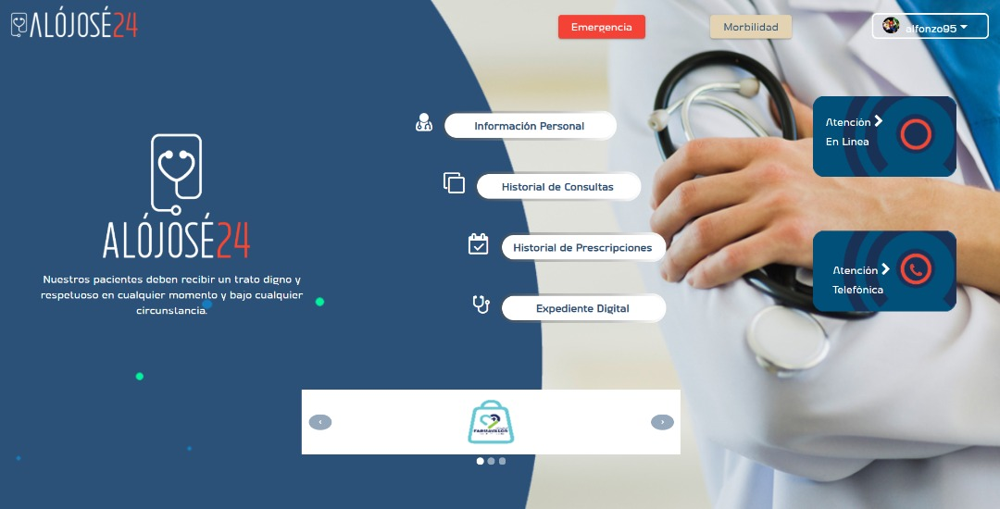 ALÓJOSÉ24
Emergencia
Morbilidad
alfonzo95
Información Personal
Historial de Consultas
Historial de Prescripciones
Expediente Digital
Atención
En Linea
Atención
Telefónica
ALÓJOSÉ24
Nuestros pacientes deben recibir un trato digno y
respetuoso en cualquier momento y bajo cualquier
circunstancia.